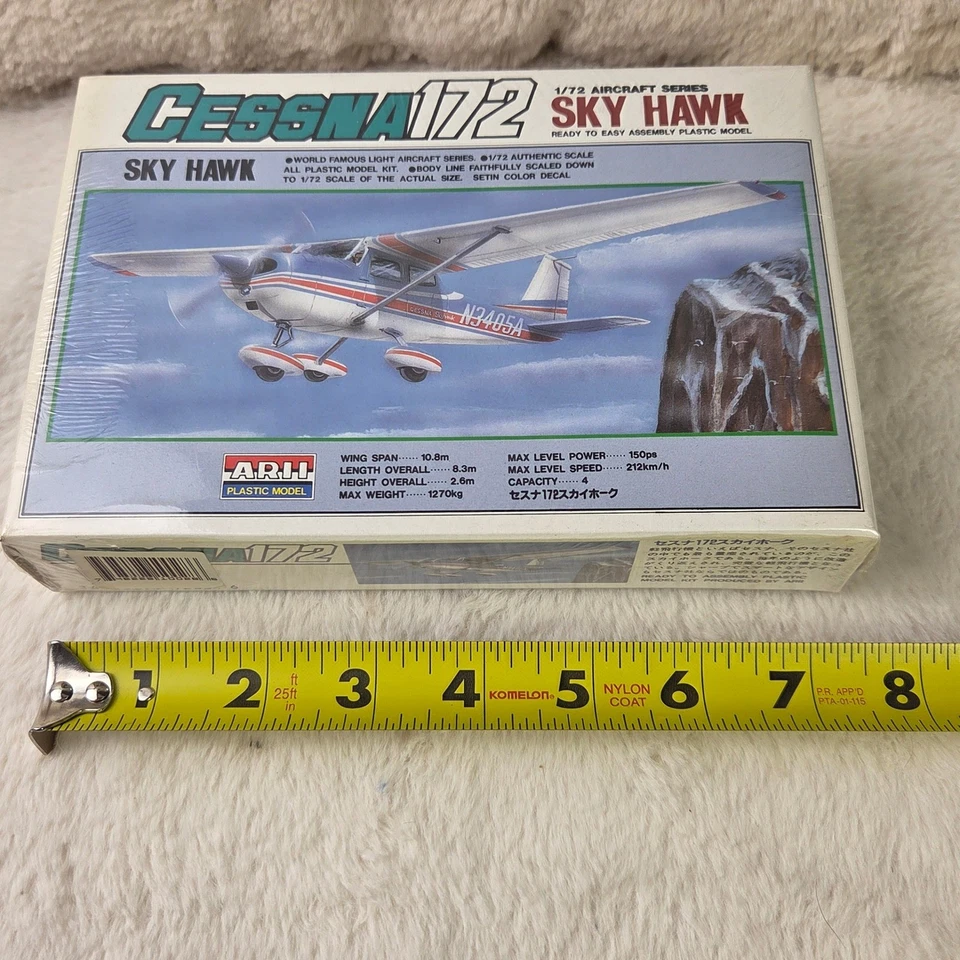 CESSNA172
1/72 AIRCRAFT SERIES
SKY HAWK
READY TO EASY ASSEMBLY PLASTIC MODEL
SKY HAWK
●WORLD FAMOUS LIGHT AIRCRAFT SERIES. ●1/72 AUTHENTIC SCALE
ALL PLASTIC MODEL KIT. ●BODY LINE FAITHFULLY SCALED DOWN
TO 1/72 SCALE OF THE ACTUAL SIZE. SETIN COLOR DECAL
N3405A
ARII
PLASTIC MODEL
WING SPAN······ 10.8m
LENGTH OVERALL······ 8.3m
HEIGHT OVERALL······ 2.6m
MAX WEIGHT······ 1270kg
MAX LEVEL POWER······ 150ps
MAX LEVEL SPEED······ 212km/h
CAPACITY······ 4
セスナ172スカイホーク
CESSNA172
セスナ172スカイホーク
READY TO ASSEMBLY PLASTIC
MODEL KIT PRODUCED BY ARII
1 2 3 4 5 6 7 8
ft
25ft
in
KOMELON®
NYLON
COAT
P.R. APP'D
PTA-01-115